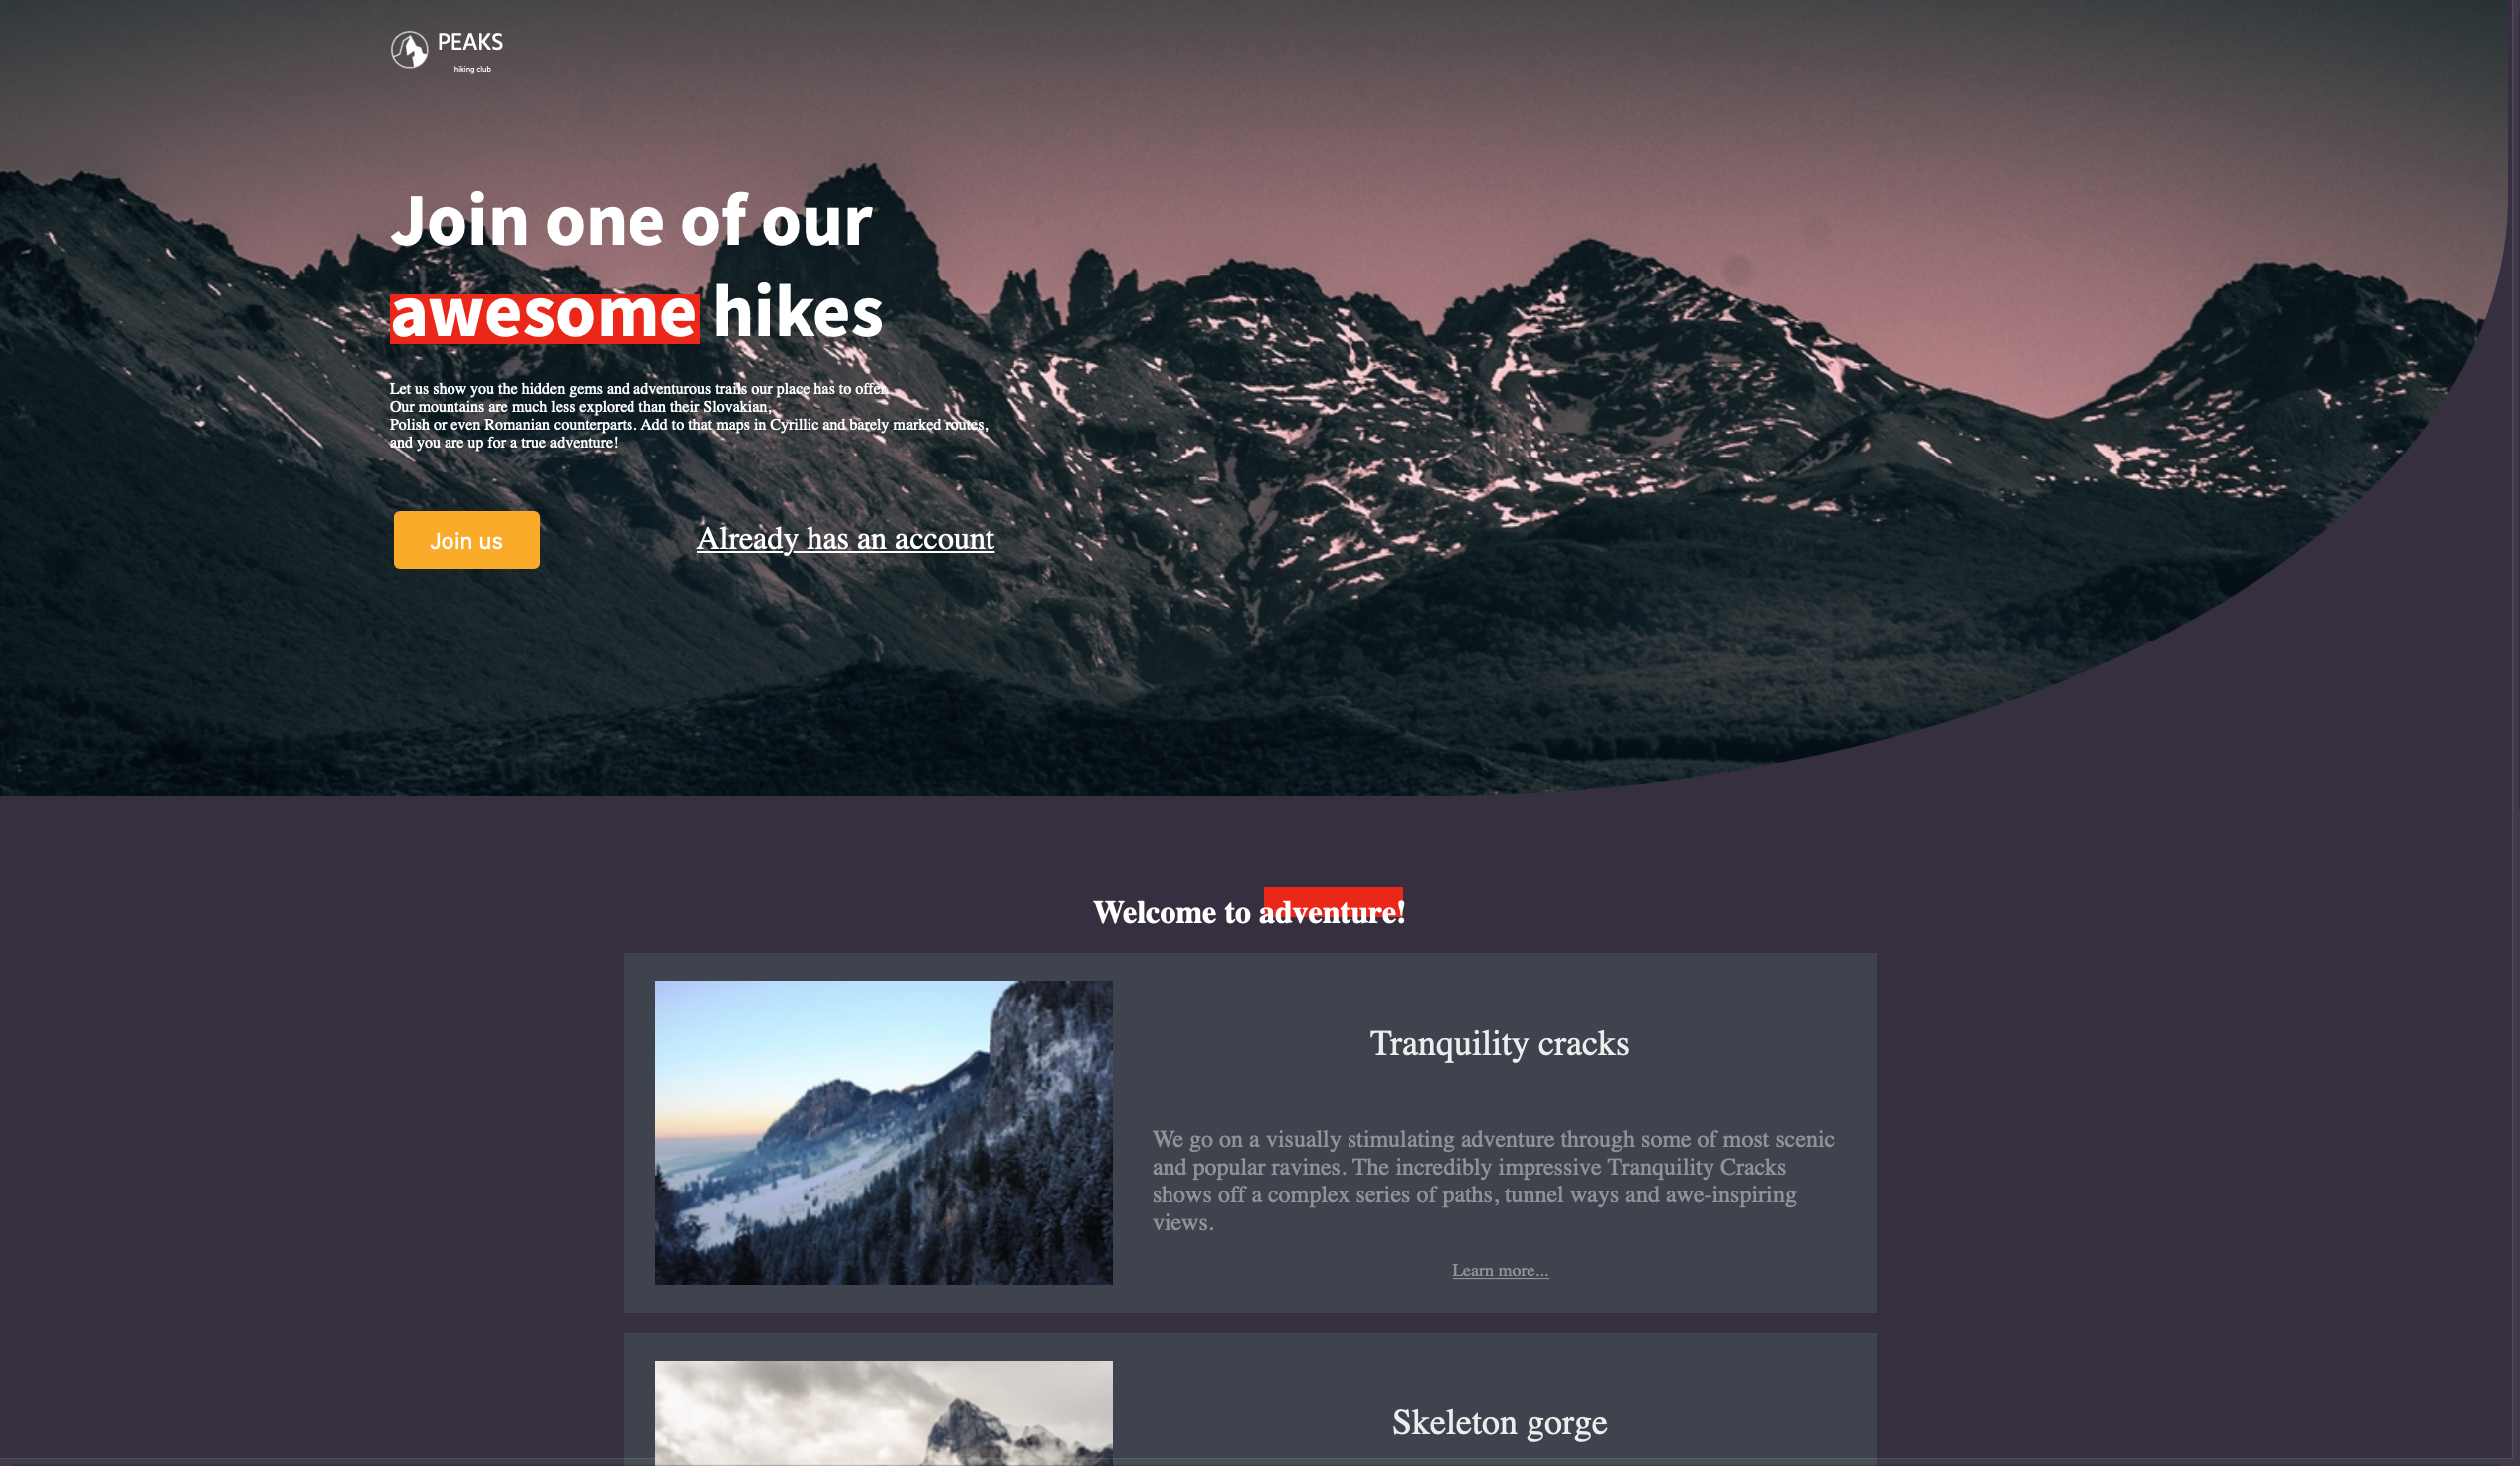 PEAKS
hiking club
Join one of our
awesome hikes
Let us show you the hidden gems and adventurous trails our place has to offer.
Our mountains are much less explored than their Slovakian,
Polish or even Romanian counterparts. Add to that maps in Cyrillic and barely marked routes,
and you are up for a true adventure!
Join us
Already has an account
Welcome to adventure!
Tranquility cracks
We go on a visually stimulating adventure through some of most scenic
and popular ravines. The incredibly impressive Tranquility Cracks
shows off a complex series of paths, tunnel ways and awe-inspiring
views.
Learn more...
Skeleton gorge